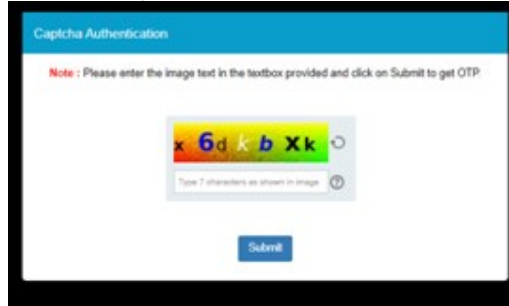 Captcha Authentication
Note : Please enter the image text in the textbox provided and click on Submit to get OTP.
x 6d k b X k
Type 7 characters as shown in image
Submit